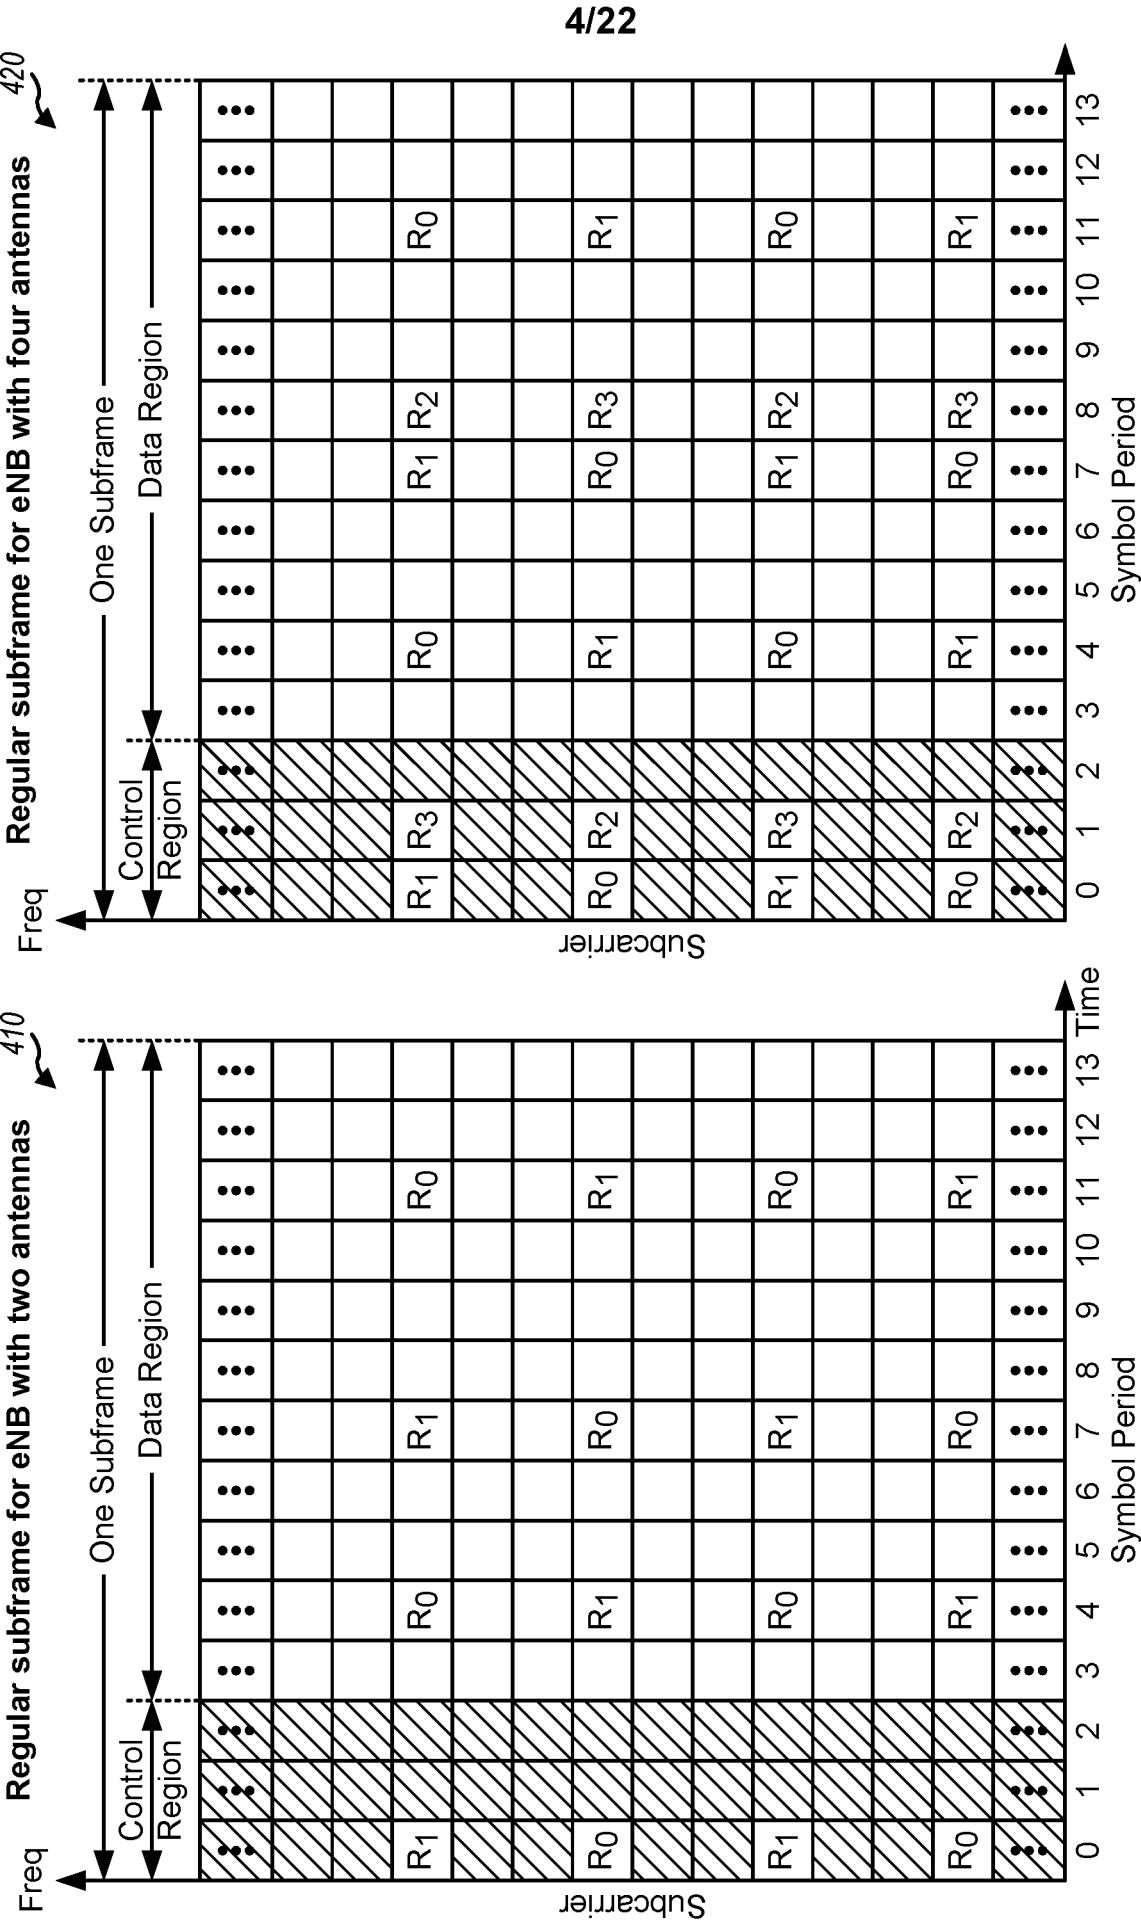 4/22
Regular subframe for eNB with two antennas
410
Freq
One Subframe
Control
Region
Data Region
••• ••• ••• ••• ••• ••• ••• ••• ••• ••• ••• ••• ••• •••
R1 R0 R1 R0
R0 R1 R0 R1
R1 R0 R1 R0
R0 R1 R0 R1
••• ••• ••• ••• ••• ••• ••• ••• ••• ••• ••• ••• ••• •••
Subcarrier
0 1 2 3 4 5 6 7 8 9 10 11 12 13
Time
Symbol Period
Regular subframe for eNB with four antennas
420
Freq
One Subframe
Control
Region
Data Region
••• ••• ••• ••• ••• ••• ••• ••• ••• ••• ••• ••• ••• •••
R1 R3 R0 R1 R2 R0
R0 R2 R1 R0 R3 R1
R1 R3 R0 R1 R2 R0
R0 R2 R1 R0 R3 R1
••• ••• ••• ••• ••• ••• ••• ••• ••• ••• ••• ••• ••• •••
Subcarrier
0 1 2 3 4 5 6 7 8 9 10 11 12 13
Symbol Period